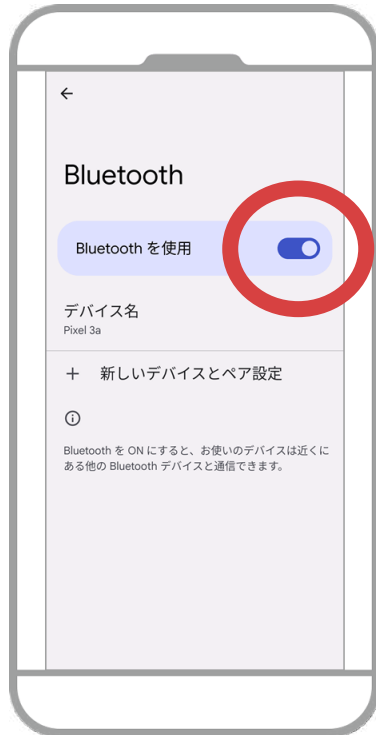 Bluetooth
Bluetooth を使用
デバイス名
Pixel 3a
新しいデバイスとペア設定
Bluetooth を ON にすると、お使いのデバイスは近くに
ある他の Bluetooth デバイスと通信できます。